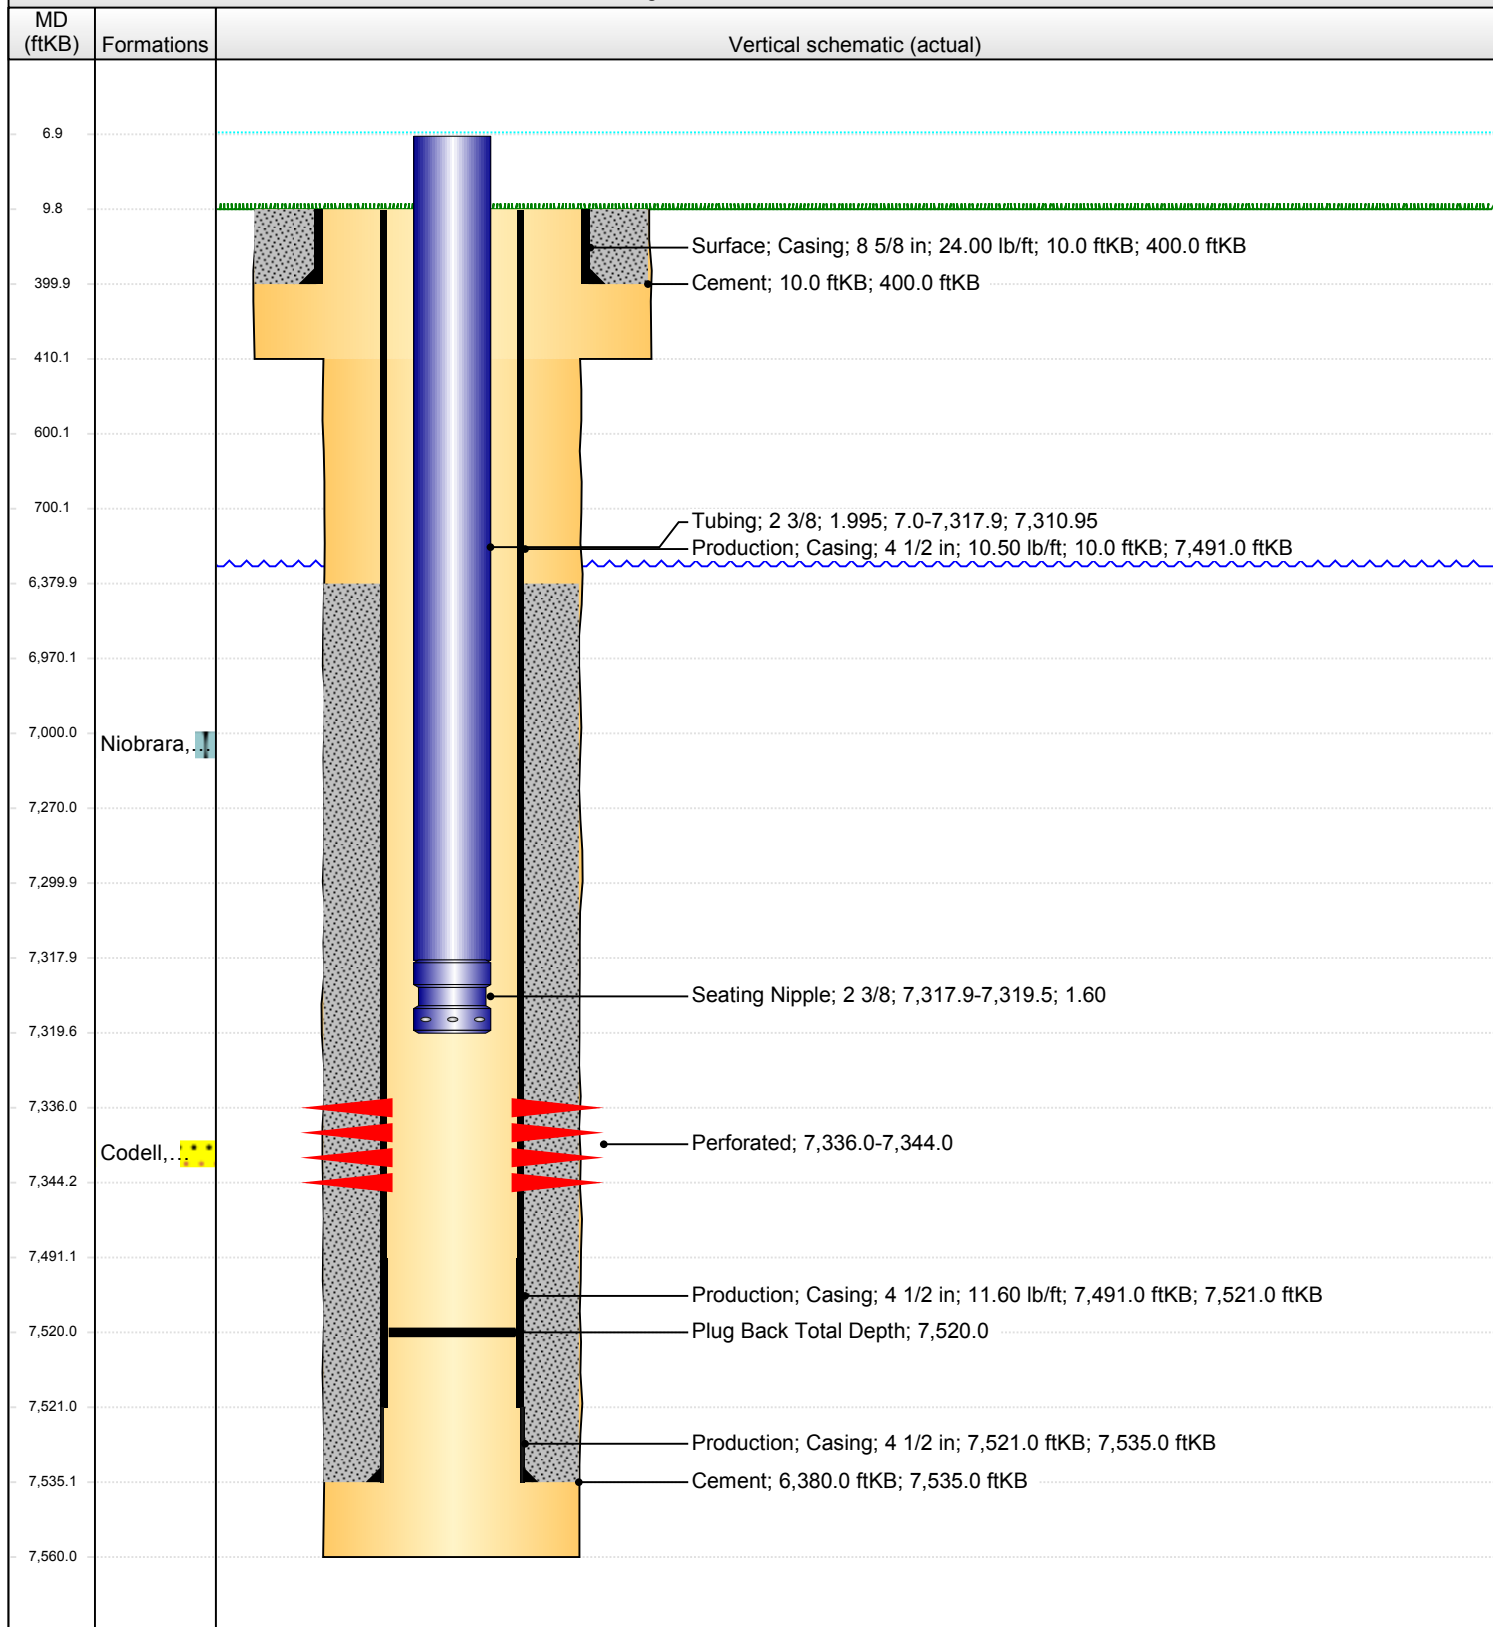 MD
(ftKB)
Formations
Vertical schematic (actual)
6.9
9.8
Surface; Casing; 8 5/8 in; 24.00 lb/ft; 10.0 ftKB; 400.0 ftKB
399.9
Cement; 10.0 ftKB; 400.0 ftKB
410.1
600.1
700.1
Tubing; 2 3/8; 1.995; 7.0-7,317.9; 7,310.95
Production; Casing; 4 1/2 in; 10.50 lb/ft; 10.0 ftKB; 7,491.0 ftKB
6,379.9
6,970.1
7,000.0
Niobrara,...
7,270.0
7,299.9
7,317.9
Seating Nipple; 2 3/8; 7,317.9-7,319.5; 1.60
7,319.6
7,336.0
Perforated; 7,336.0-7,344.0
Codell,...
7,344.2
7,491.1
Production; Casing; 4 1/2 in; 11.60 lb/ft; 7,491.0 ftKB; 7,521.0 ftKB
7,520.0
Plug Back Total Depth; 7,520.0
7,521.0
Production; Casing; 4 1/2 in; 7,521.0 ftKB; 7,535.0 ftKB
7,535.1
Cement; 6,380.0 ftKB; 7,535.0 ftKB
7,560.0